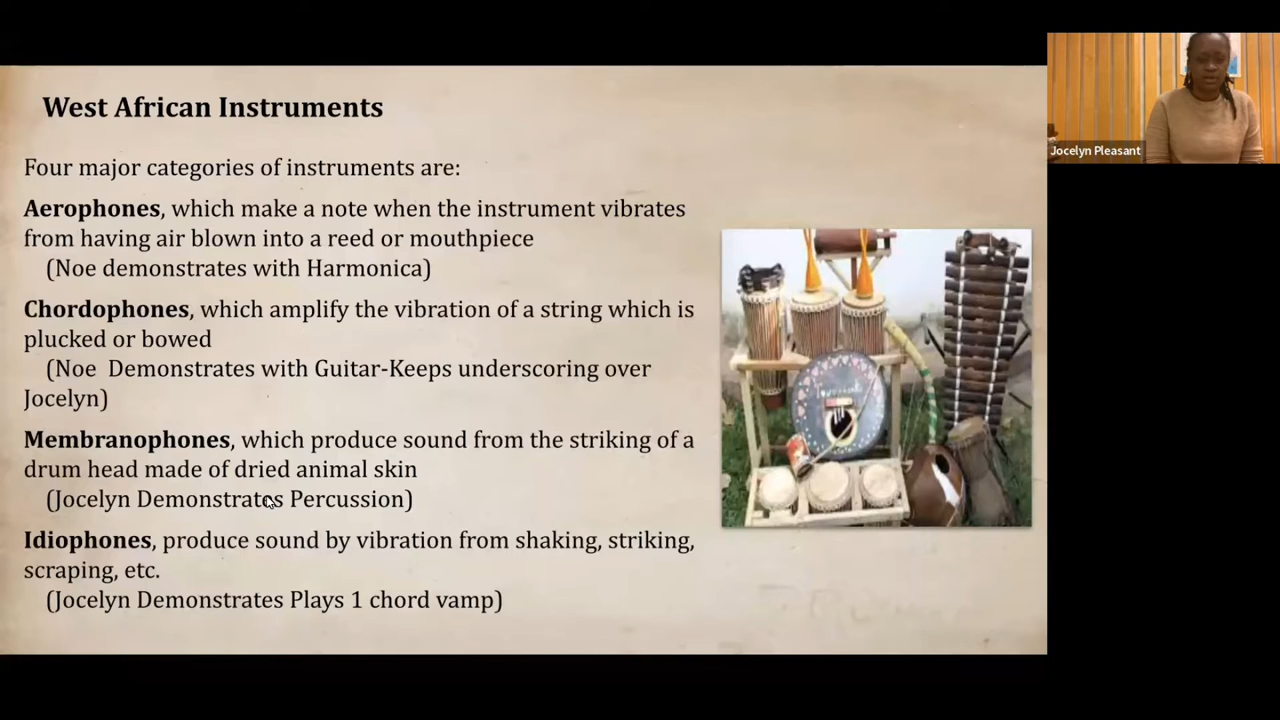 West African Instruments
Four major categories of instruments are:
Aerophones, which make a note when the instrument vibrates
from having air blown into a reed or mouthpiece
(Noe demonstrates with Harmonica)
Chordophones, which amplify the vibration of a string which is
plucked or bowed
(Noe  Demonstrates with Guitar-Keeps underscoring over
Jocelyn)
Membranophones, which produce sound from the striking of a
drum head made of dried animal skin
(Jocelyn Demonstrates Percussion)
Idiophones, produce sound by vibration from shaking, striking,
scraping, etc.
(Jocelyn Demonstrates Plays 1 chord vamp)
Jocelyn Pleasant